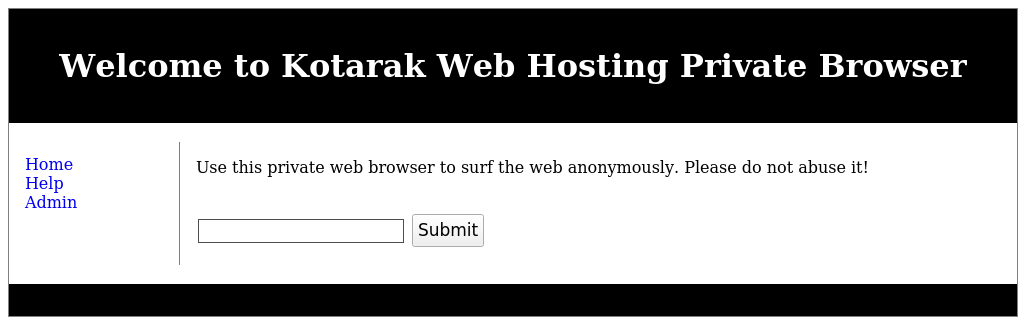 Welcome to Kotarak Web Hosting Private Browser
Home
Help
Admin
Use this private web browser to surf the web anonymously. Please do not abuse it!
Submit